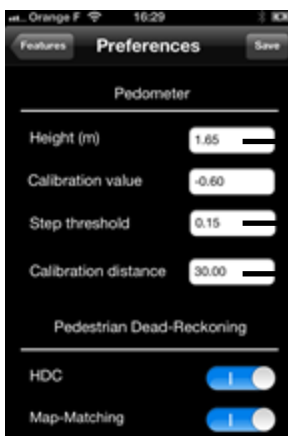 Orange F 16:29
Features Preferences Save
Pedometer
Height (m) 1.65
Calibration value -0.60
Step threshold 0.15
Calibration distance 30.00
Pedestrian Dead-Reckoning
HDC
Map-Matching